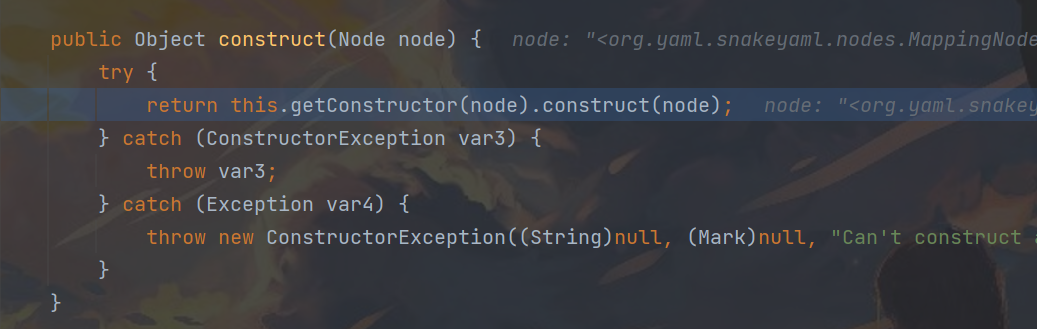 public Object construct(Node node) {   node: "<org.yaml.snakeyaml.nodes.MappingNode
try {
return this.getConstructor(node).construct(node);   node: "<org.yaml.snakey
} catch (ConstructorException var3) {
throw var3;
} catch (Exception var4) {
throw new ConstructorException((String)null, (Mark)null, "Can't construct a
}
}